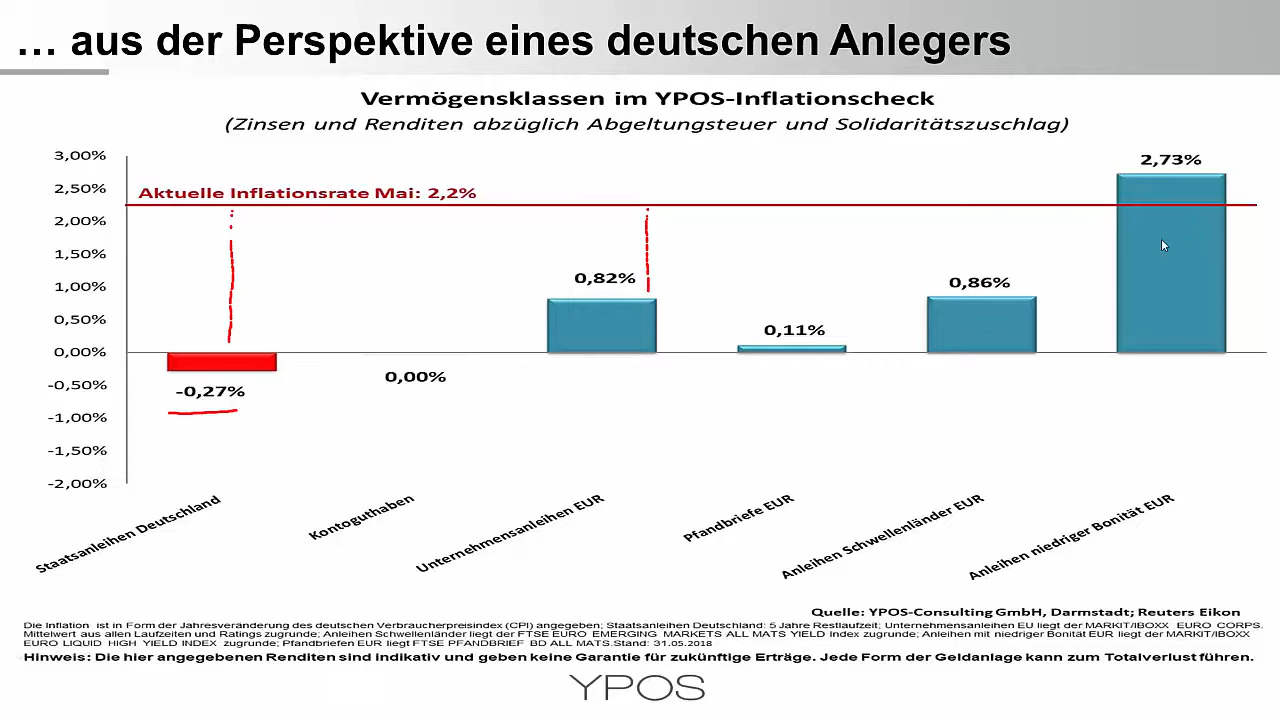 … aus der Perspektive eines deutschen Anlegers
Vermögensklassen im YPOS-Inflationscheck
(Zinsen und Renditen abzüglich Abgeltungsteuer und Solidaritätszuschlag)
3,00%
2,50%
2,00%
1,50%
1,00%
0,50%
0,00%
-0,50%
-1,00%
-1,50%
-2,00%
Aktuelle Inflationsrate Mai: 2,2%
-0,27%
0,00%
0,82%
0,11%
0,86%
2,73%
Staatsanleihen Deutschland
Kontoguthaben
Unternehmensanleihen EUR
Pfandbriefe EUR
Anleihen Schwellenländer EUR
Anleihen niedriger Bonität EUR
Quelle: YPOS-Consulting GmbH, Darmstadt; Reuters Eikon
Die Inflation ist in Form der Jahresveränderung des deutschen Verbraucherpreisindex (CPI) angegeben; Staatsanleihen Deutschland: 5 Jahre Restlaufzeit; Unternehmensanleihen EU liegt der MARKIT/IBOXX EURO CORPS.
Mittelwert aus allen Laufzeiten und Ratings zugrunde; Anleihen Schwellenländer liegt der FTSE EURO EMERGING MARKETS ALL MATS YIELD Index zugrunde; Anleihen mit niedriger Bonität EUR liegt der MARKIT/IBOXX
EURO LIQUID HIGH YIELD INDEX zugrunde; Pfandbriefen EUR liegt FTSE PFANDBRIEF BD ALL MATS.Stand: 31.05.2018
Hinweis: Die hier angegebenen Renditen sind indikativ und geben keine Garantie für zukünftige Erträge. Jede Form der Geldanlage kann zum Totalverlust führen.
YPOS